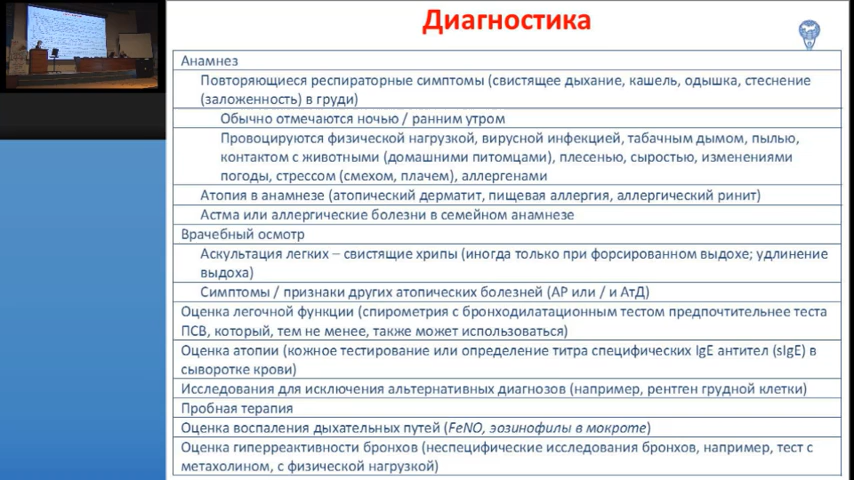 Диагностика
Анамнез
Повторяющиеся респираторные симптомы (свистящее дыхание, кашель, одышка, стеснение
(заложенность) в груди)
Обычно отмечаются ночью / ранним утром
Провоцируются физической нагрузкой, вирусной инфекцией, табачным дымом, пылью,
контактом с животными (домашними питомцами), плесенью, сыростью, изменениями
погоды, стрессом (смехом, плачем), аллергенами
Атопия в анамнезе (атопический дерматит, пищевая аллергия, аллергический ринит)
Астма или аллергические болезни в семейном анамнезе
Врачебный осмотр
Аскультация легких – свистящие хрипы (иногда только при форсированном выдохе; удлинение
выдоха)
Симптомы / признаки других атопических болезней (АР или / и АтД)
Оценка легочной функции (спирометрия с бронходилатационным тестом предпочтительнее теста
ПСВ, который, тем не менее, также может использоваться)
Оценка атопии (кожное тестирование или определение титра специфических IgE антител (sIgE) в
сыворотке крови)
Исследования для исключения альтернативных диагнозов (например, рентген грудной клетки)
Пробная терапия
Оценка воспаления дыхательных путей (FeNO, эозинофилы в мокроте)
Оценка гиперреактивности бронхов (неспецифические исследования бронхов, например, тест с
метахолином, с физической нагрузкой)